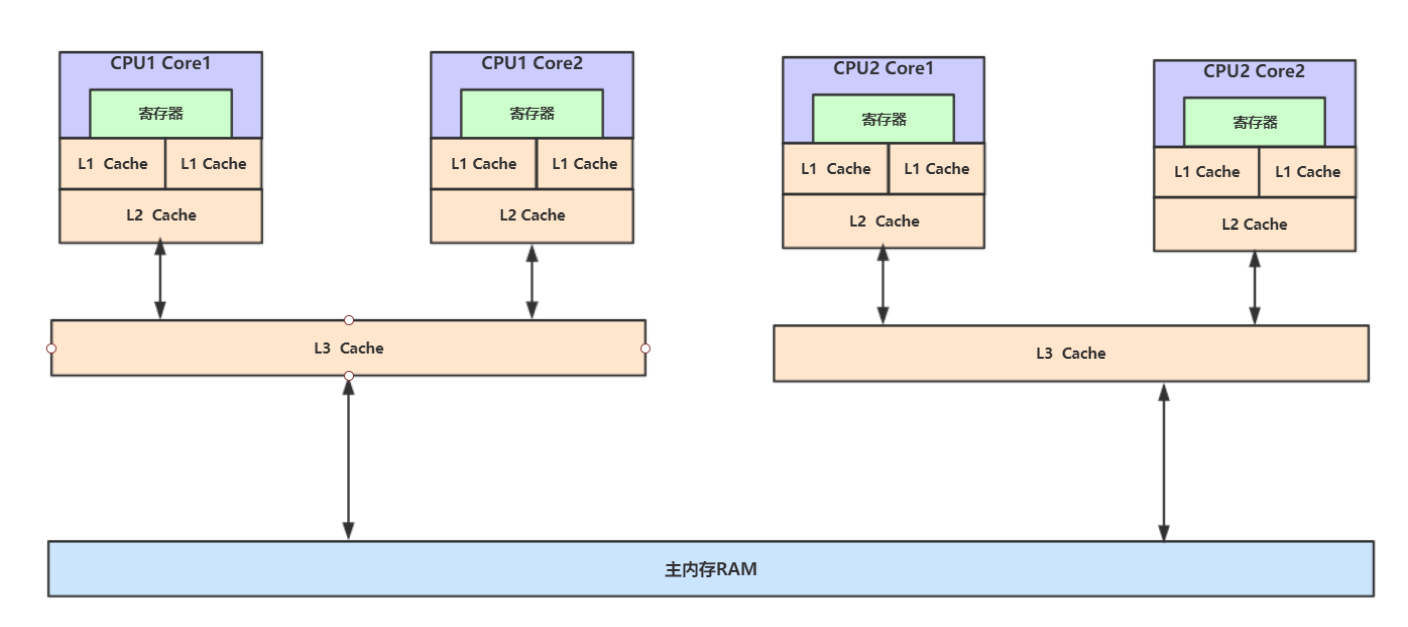 CPU1 Core1
寄存器
L1 Cache
L1 Cache
L2 Cache
CPU1 Core2
寄存器
L1 Cache
L1 Cache
L2 Cache
L3 Cache
CPU2 Core1
寄存器
L1 Cache
L1 Cache
L2 Cache
CPU2 Core2
寄存器
L1 Cache
L1 Cache
L2 Cache
L3 Cache
主内存RAM